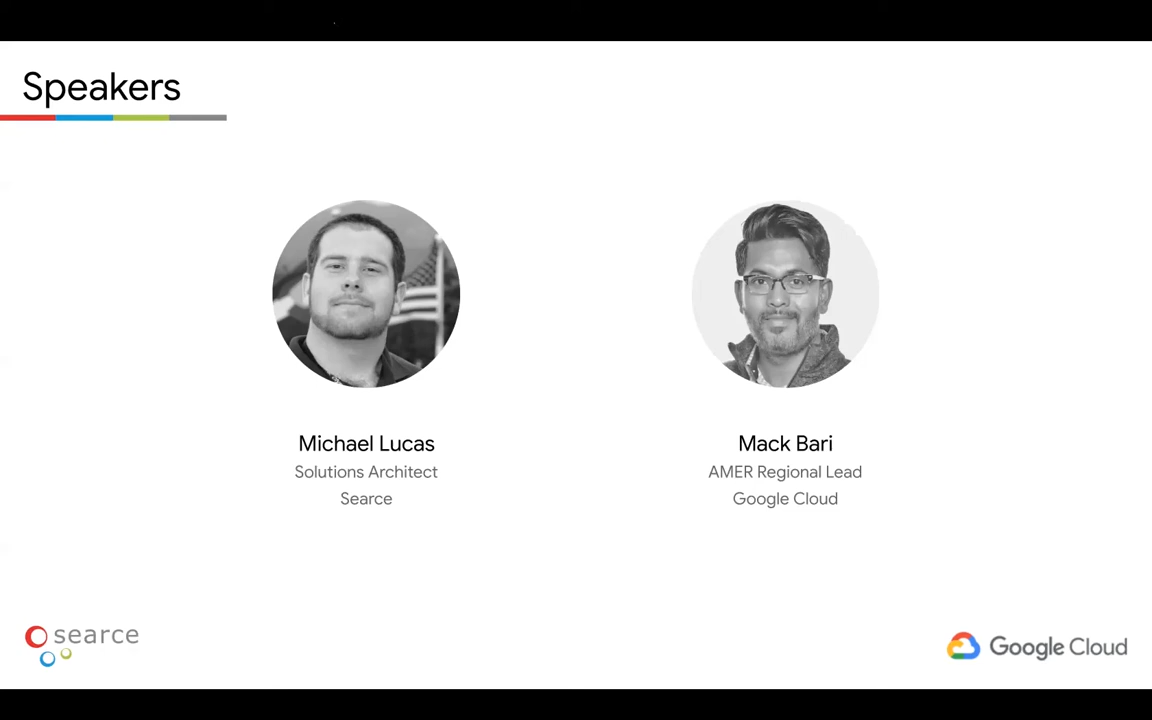 Speakers
Michael Lucas
Solutions Architect
Searce
Mack Bari
AMER Regional Lead
Google Cloud
searce
Google Cloud